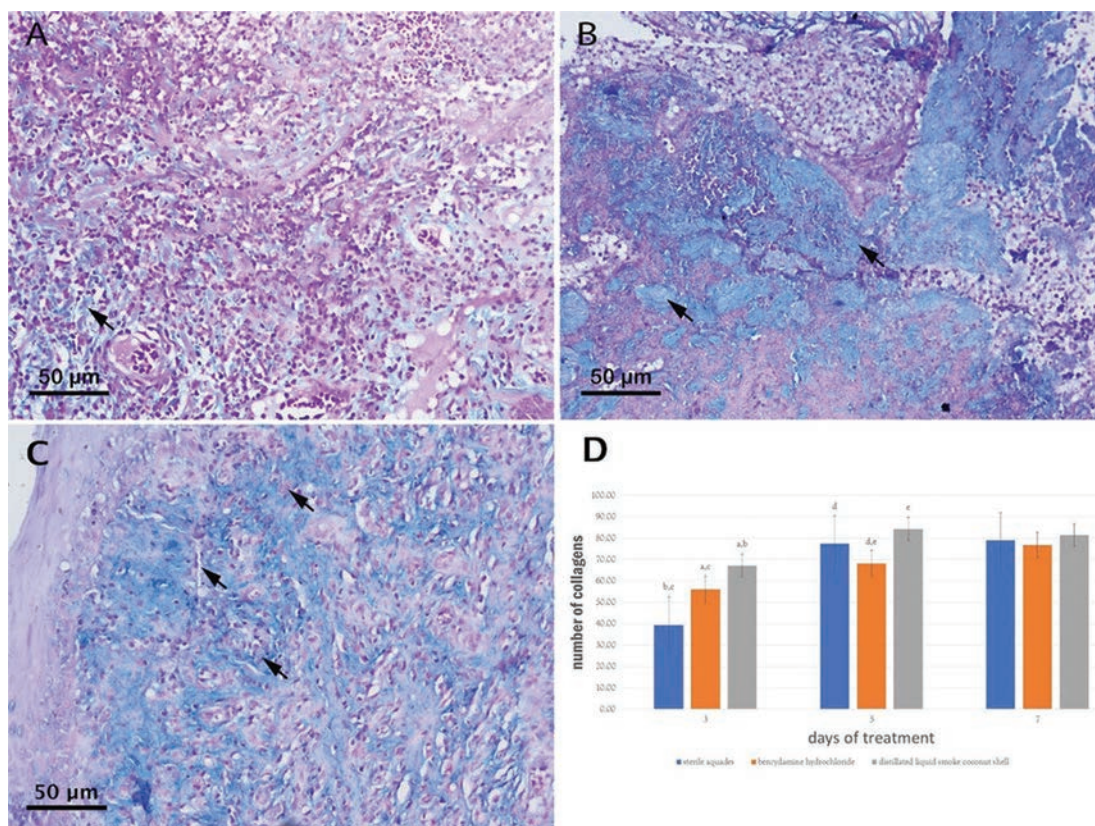 A
50 µm
B
50 µm
C
50 µm
D
number of collagens
100.00
90.00
80.00
70.00
60.00
50.00
40.00
30.00
20.00
10.00
0.00
b,c
a,c
a,b
d
d,e
e
3
5
7
days of treatment
sterile aquades
benzydamine hydrochloride
distillated liquid smoke coconut shell